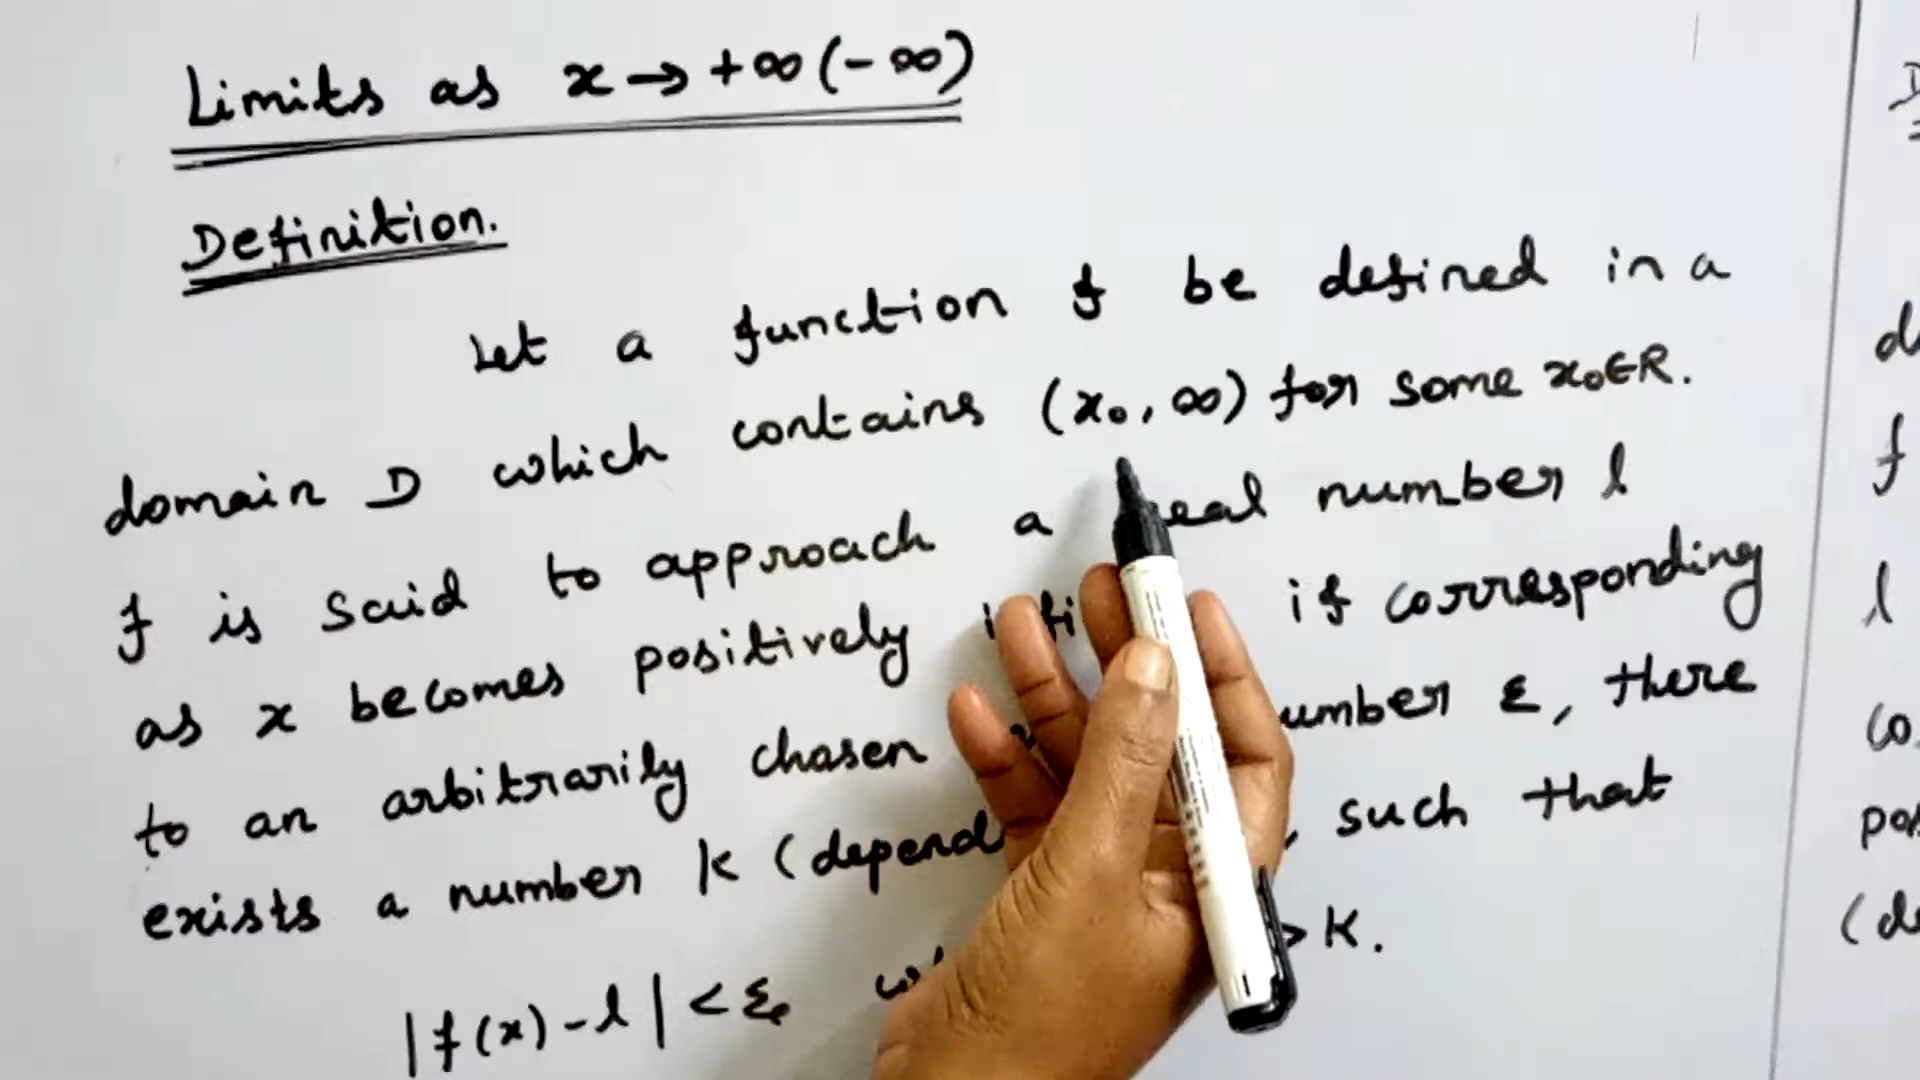 Limits as x → +∞ (-∞)
Definition.
Let a function f be defined in a
domain D which contains (x₀, ∞) for some x₀∈R.
f is said to approach a real number l
as x becomes positively if corresponding
to an arbitrarily chosen number ε, there
exists a number K ( , such that
|f(x) - l| < ε > K.
f
l